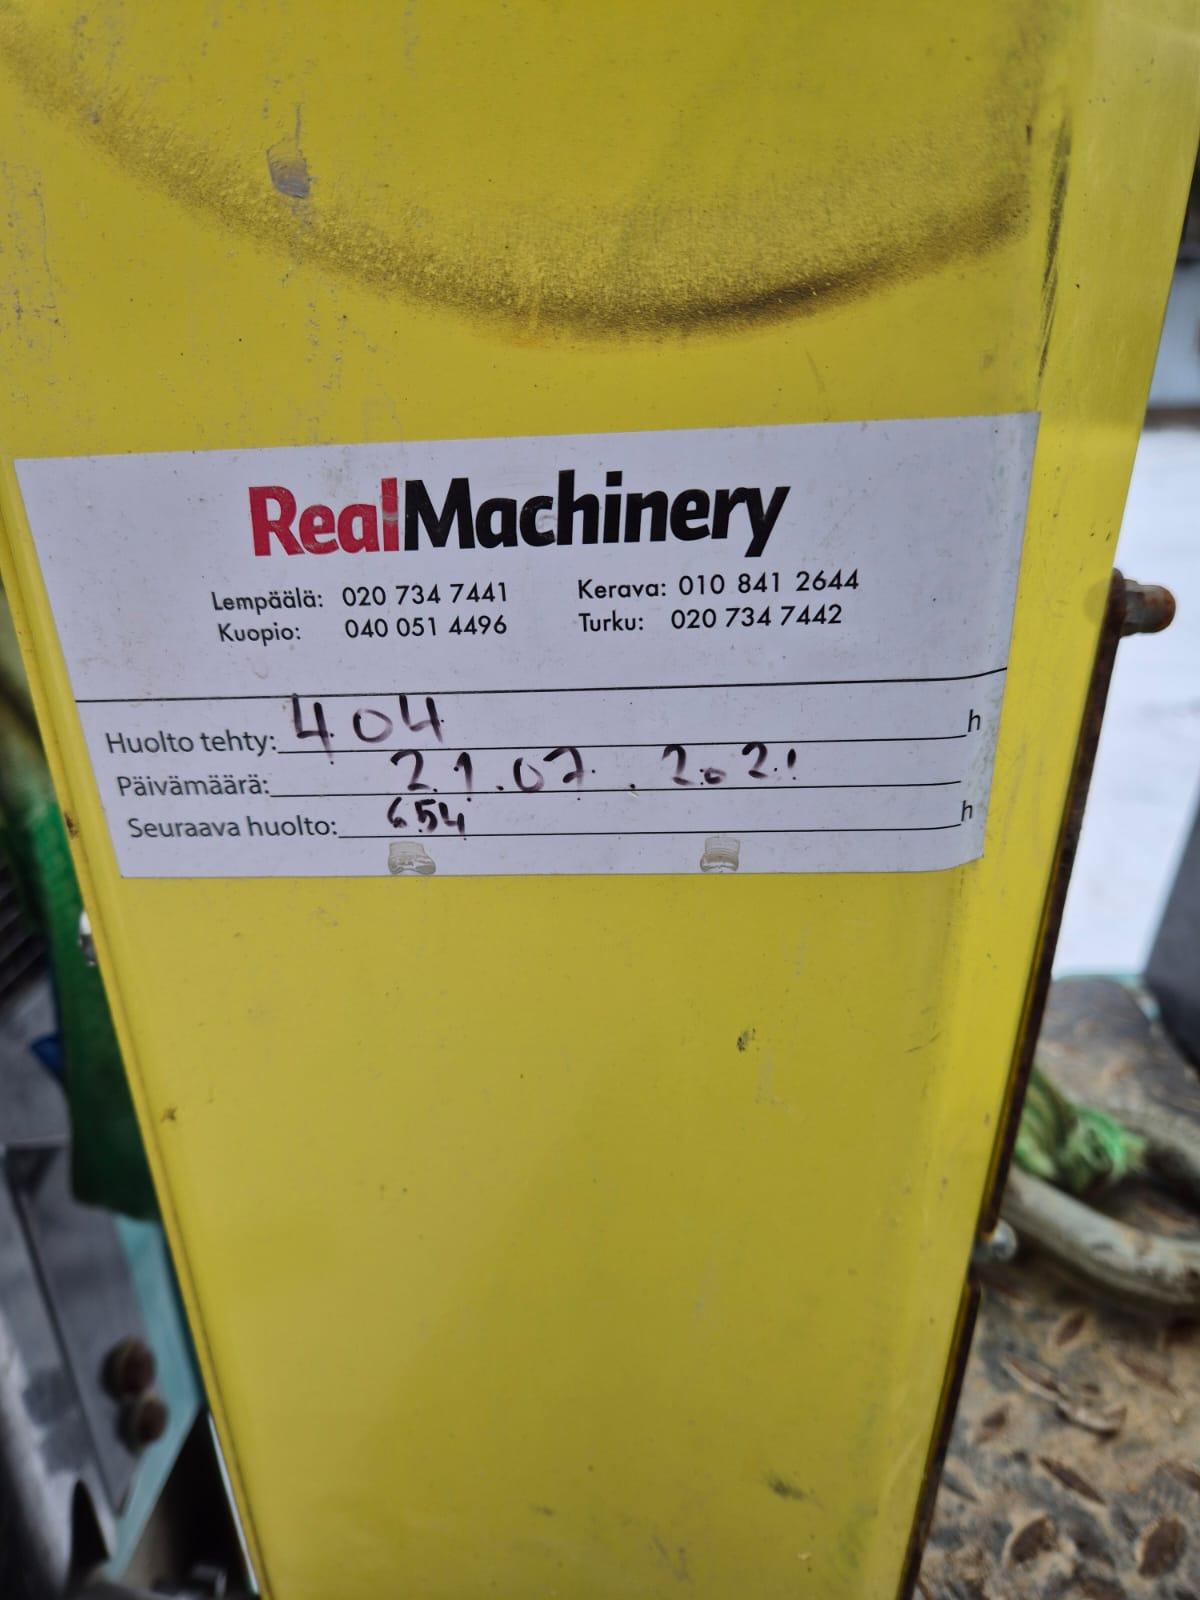 RealMachinery
Lempäälä: 020 734 7441 Kerava: 010 841 2644
Kuopio: 040 051 4496 Turku: 020 734 7442
Huolto tehty: 404 h
Päivämäärä: 21.07.2021
Seuraava huolto: 654 h